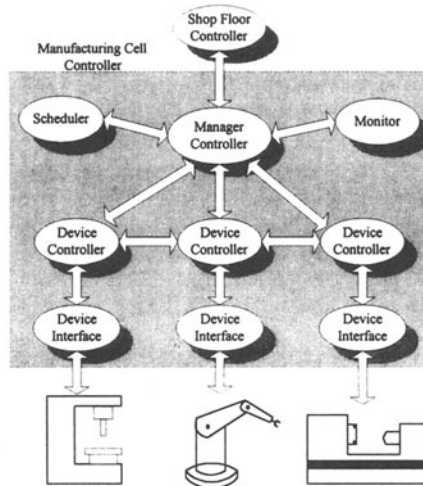 Shop Floor
Controller
Manufacturing Cell
Controller
Scheduler
Manager
Controller
Monitor
Device
Controller
Device
Controller
Device
Controller
Device
Interface
Device
Interface
Device
Interface